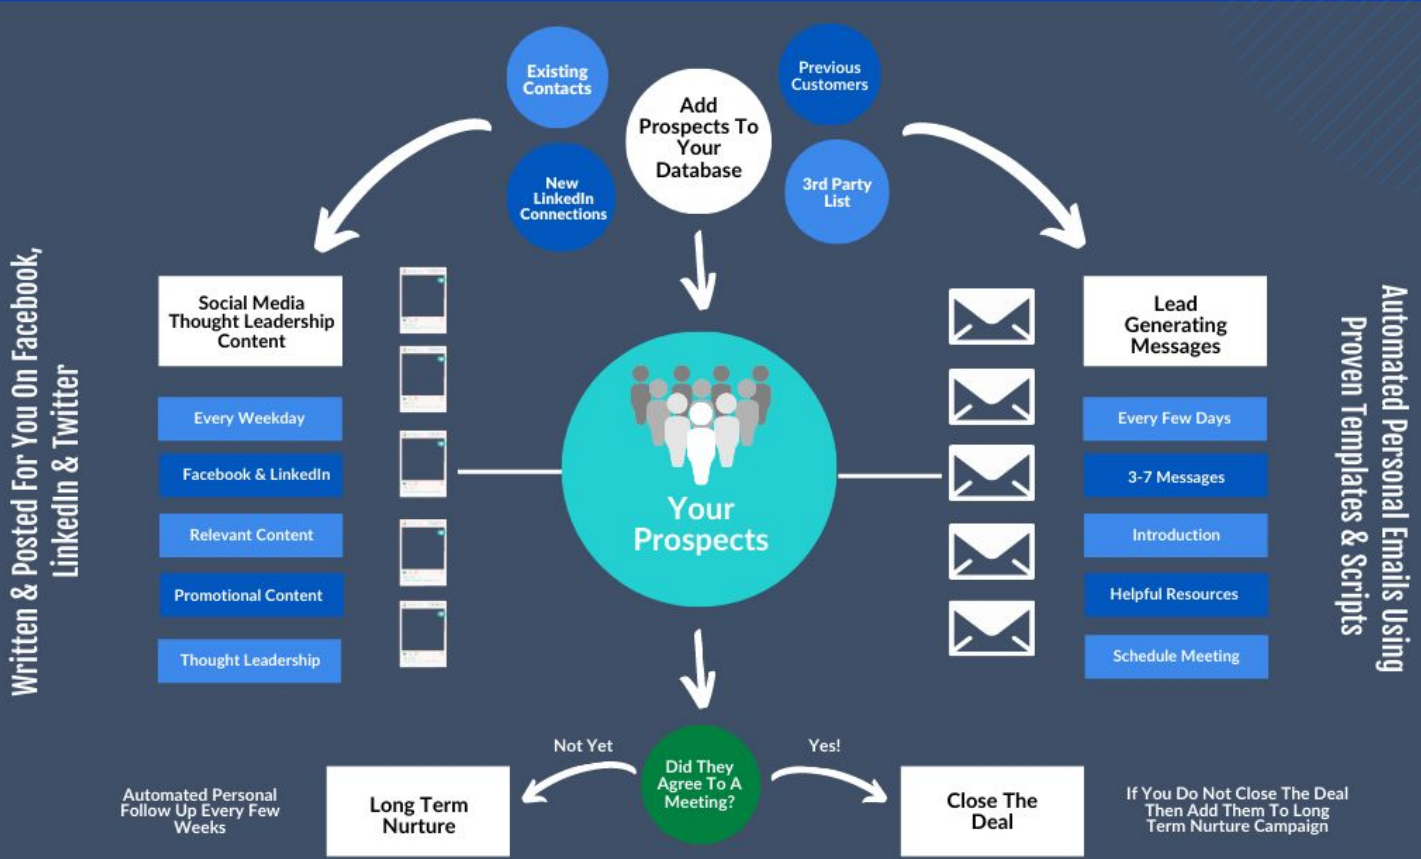 Existing
Contacts
Add
Prospects To
Your
Database
Previous
Customers
New
LinkedIn
Connections
3rd Party
List
Written & Posted For You On Facebook,
LinkedIn & Twitter
Social Media
Thought Leadership
Content
Every Weekday
Facebook & LinkedIn
Relevant Content
Promotional Content
Thought Leadership
Your
Prospects
Lead
Generating
Messages
Every Few Days
3-7 Messages
Introduction
Helpful Resources
Schedule Meeting
Automated Personal Emails Using
Proven Templates & Scripts
Not Yet
Did They
Agree To A
Meeting?
Yes!
Automated Personal
Follow Up Every Few
Weeks
Long Term
Nurture
Close The
Deal
If You Do Not Close The Deal
Then Add Them To Long
Term Nurture Campaign